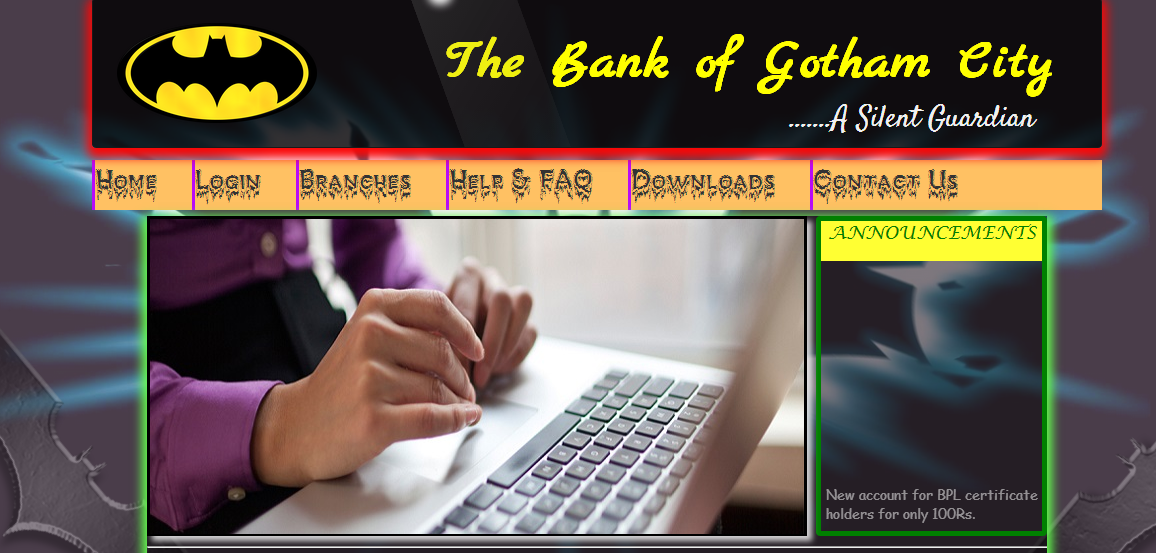 The Bank of Gotham City
.......A Silent Guardian
Home Login Branches Help & FAQ Downloads Contact Us
ANNOUNCEMENTS
New account for BPL certificate
holders for only 100Rs.